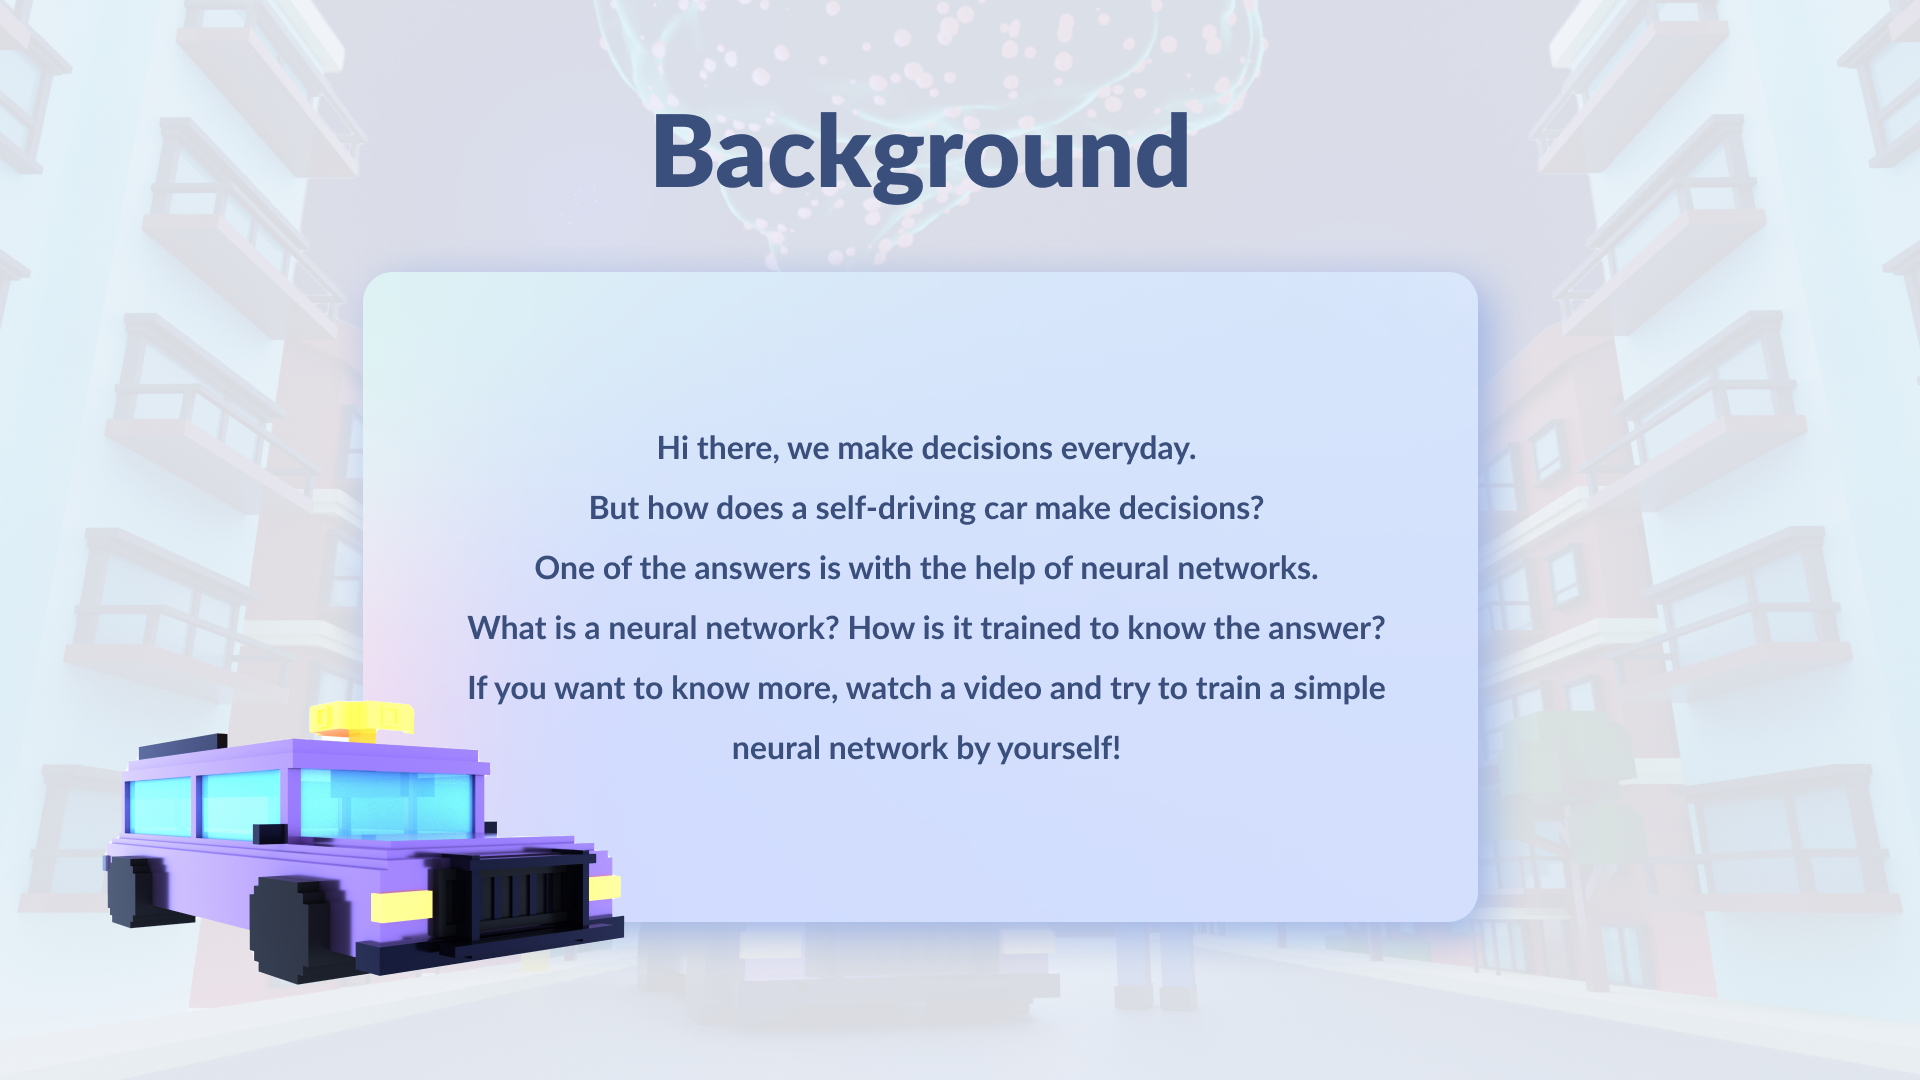 Background
Hi there, we make decisions everyday.
But how does a self-driving car make decisions?
One of the answers is with the help of neural networks.
What is a neural network? How is it trained to know the answer?
If you want to know more, watch a video and try to train a simple
neural network by yourself!